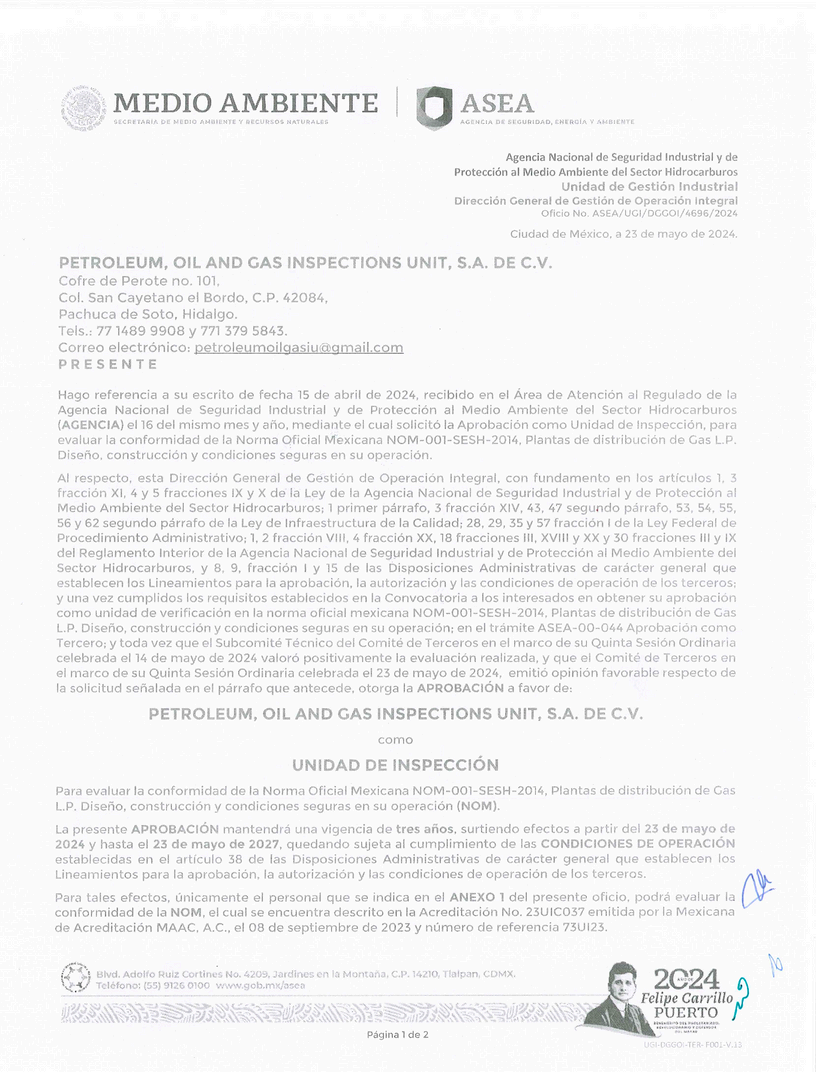 MEDIO AMBIENTE
SECRETARÍA DE MEDIO AMBIENTE Y RECURSOS NATURALES
ASEA
AGENCIA DE SEGURIDAD, ENERGÍA Y AMBIENTE
Agencia Nacional de Seguridad Industrial y de
Protección al Medio Ambiente del Sector Hidrocarburos
Unidad de Gestión Industrial
Dirección General de Gestión de Operación Integral
Oficio No. ASEA/UGI/DGGOI/4696/2024
Ciudad de México, a 23 de mayo de 2024.
PETROLEUM, OIL AND GAS INSPECTIONS UNIT, S.A. DE C.V.
Cofre de Perote no. 101,
Col. San Cayetano el Bordo, C.P. 42084,
Pachuca de Soto, Hidalgo.
Tels.: 77 1489 9908 y 771 379 5843.
Correo electrónico: petroleumoilgasiu@gmail.com
P R E S E N T E
Hago referencia a su escrito de fecha 15 de abril de 2024, recibido en el Área de Atención al Regulado de la
Agencia Nacional de Seguridad Industrial y de Protección al Medio Ambiente del Sector Hidrocarburos
(AGENCIA) el 16 del mismo mes y año, mediante el cual solicitó la Aprobación como Unidad de Inspección, para
evaluar la conformidad de la Norma Oficial Mexicana NOM-001-SESH-2014, Plantas de distribución de Gas L.P.
Diseño, construcción y condiciones seguras en su operación.
Al respecto, esta Dirección General de Gestión de Operación Integral, con fundamento en los artículos 1, 3
fracción XI, 4 y 5 fracciones IX y X de la Ley de la Agencia Nacional de Seguridad Industrial y de Protección al
Medio Ambiente del Sector Hidrocarburos; 1 primer párrafo, 3 fracción XIV, 43, 47 segundo párrafo, 53, 54, 55,
56 y 62 segundo párrafo de la Ley de Infraestructura de la Calidad; 28, 29, 35 y 57 fracción I de la Ley Federal de
Procedimiento Administrativo; 1, 2 fracción VIII, 4 fracción XX, 18 fracciones III, XVIII y XX y 30 fracciones III y IX
del Reglamento Interior de la Agencia Nacional de Seguridad Industrial y de Protección al Medio Ambiente del
Sector Hidrocarburos, y 8, 9, fracción I y 15 de las Disposiciones Administrativas de carácter general que
establecen los Lineamientos para la aprobación, la autorización y las condiciones de operación de los terceros;
y una vez cumplidos los requisitos establecidos en la Convocatoria a los interesados en obtener su aprobación
como unidad de verificación en la norma oficial mexicana NOM-001-SESH-2014, Plantas de distribución de Gas
L.P. Diseño, construcción y condiciones seguras en su operación; en el trámite ASEA-00-044 Aprobación como
Tercero; y toda vez que el Subcomité Técnico del Comité de Terceros en el marco de su Quinta Sesión Ordinaria
celebrada el 14 de mayo de 2024 valoró positivamente la evaluación realizada, y que el Comité de Terceros en
el marco de su Quinta Sesión Ordinaria celebrada el 23 de mayo de 2024, emitió opinión favorable respecto de
la solicitud señalada en el párrafo que antecede, otorga la APROBACIÓN a favor de:
PETROLEUM, OIL AND GAS INSPECTIONS UNIT, S.A. DE C.V.
como
UNIDAD DE INSPECCIÓN
Para evaluar la conformidad de la Norma Oficial Mexicana NOM-001-SESH-2014, Plantas de distribución de Gas
L.P. Diseño, construcción y condiciones seguras en su operación (NOM).
La presente APROBACIÓN mantendrá una vigencia de tres años, surtiendo efectos a partir del 23 de mayo de
2024 y hasta el 23 de mayo de 2027, quedando sujeta al cumplimiento de las CONDICIONES DE OPERACIÓN
establecidas en el artículo 38 de las Disposiciones Administrativas de carácter general que establecen los
Lineamientos para la aprobación, la autorización y las condiciones de operación de los terceros.
Para tales efectos, únicamente el personal que se indica en el ANEXO 1 del presente oficio, podrá evaluar la
conformidad de la NOM, el cual se encuentra descrito en la Acreditación No. 23UIC037 emitida por la Mexicana
de Acreditación MAAC, A.C., el 08 de septiembre de 2023 y número de referencia 73UI23.
Blvd. Adolfo Ruiz Cortines No. 4209, Jardines en la Montaña, C.P. 14210, Tlalpan, CDMX.
Teléfono: (55) 9126 0100 www.gob.mx/asea
2024
Felipe Carrillo
PUERTO
Página 1 de 2
UGI-DGGOI-TER- F001-V.13